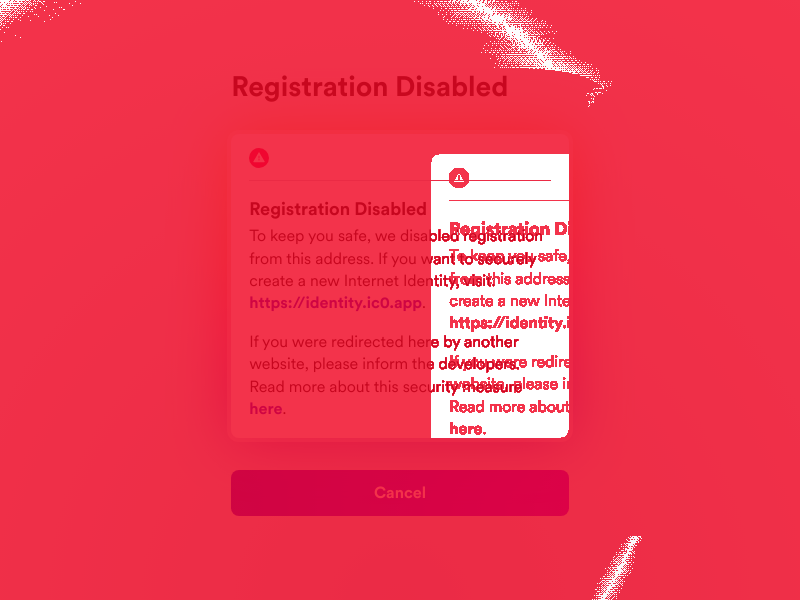 Registration Disabled
Registration Disabled
To keep you safe, we disabled registration
from this address. If you want to securely
create a new Internet Identity, visit:
https://identity.ic0.app.
If you were redirected here by another
website, please inform the developers.
Read more about this security measure
here.
Registration Di
To keep you safe,
from this address
create a new Inte
https://identity.i
If you were redire
website, please in
Read more about
here.
Cancel